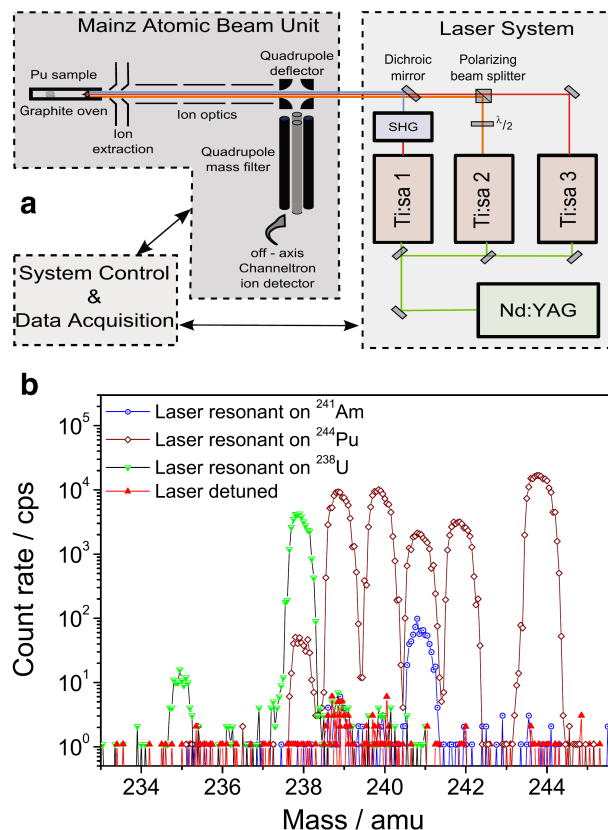 Mainz Atomic Beam Unit
Laser System
Pu sample
Graphite oven
Ion
extraction
Ion optics
Quadrupole
deflector
Quadrupole
mass filter
off - axis
Channeltron
ion detector
Dichroic
mirror
Polarizing
beam splitter
SHG
λ/2
Ti:sa 1
Ti:sa 2
Ti:sa 3
Nd:YAG
a
System Control
&
Data Acquisition
b
Laser resonant on ²⁴¹Am
Laser resonant on ²⁴⁴Pu
Laser resonant on ²³⁸U
Laser detuned
Count rate / cps
10⁵
10⁴
10³
10²
10¹
10⁰
234 236 238 240 242 244
Mass / amu